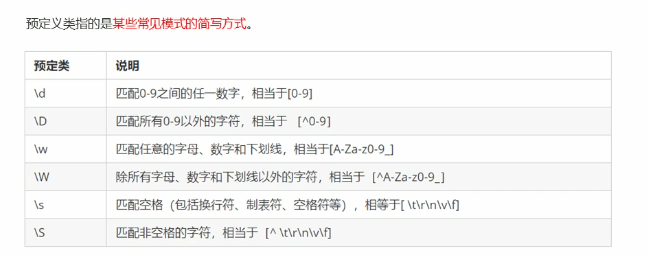 预定义类指的是某些常见模式的简写方式。
预定类 说明
\d 匹配0-9之间的任一数字，相当于[0-9]
\D 匹配所有0-9以外的字符，相当于 [^0-9]
\w 匹配任意的字母、数字和下划线，相当于[A-Za-z0-9_]
\W 除所有字母、数字和下划线以外的字符，相当于 [^A-Za-z0-9_]
\s 匹配空格（包括换行符、制表符、空格符等），相等于[ \t\r\n\v\f]
\S 匹配非空格的字符，相当于 [^ \t\r\n\v\f]